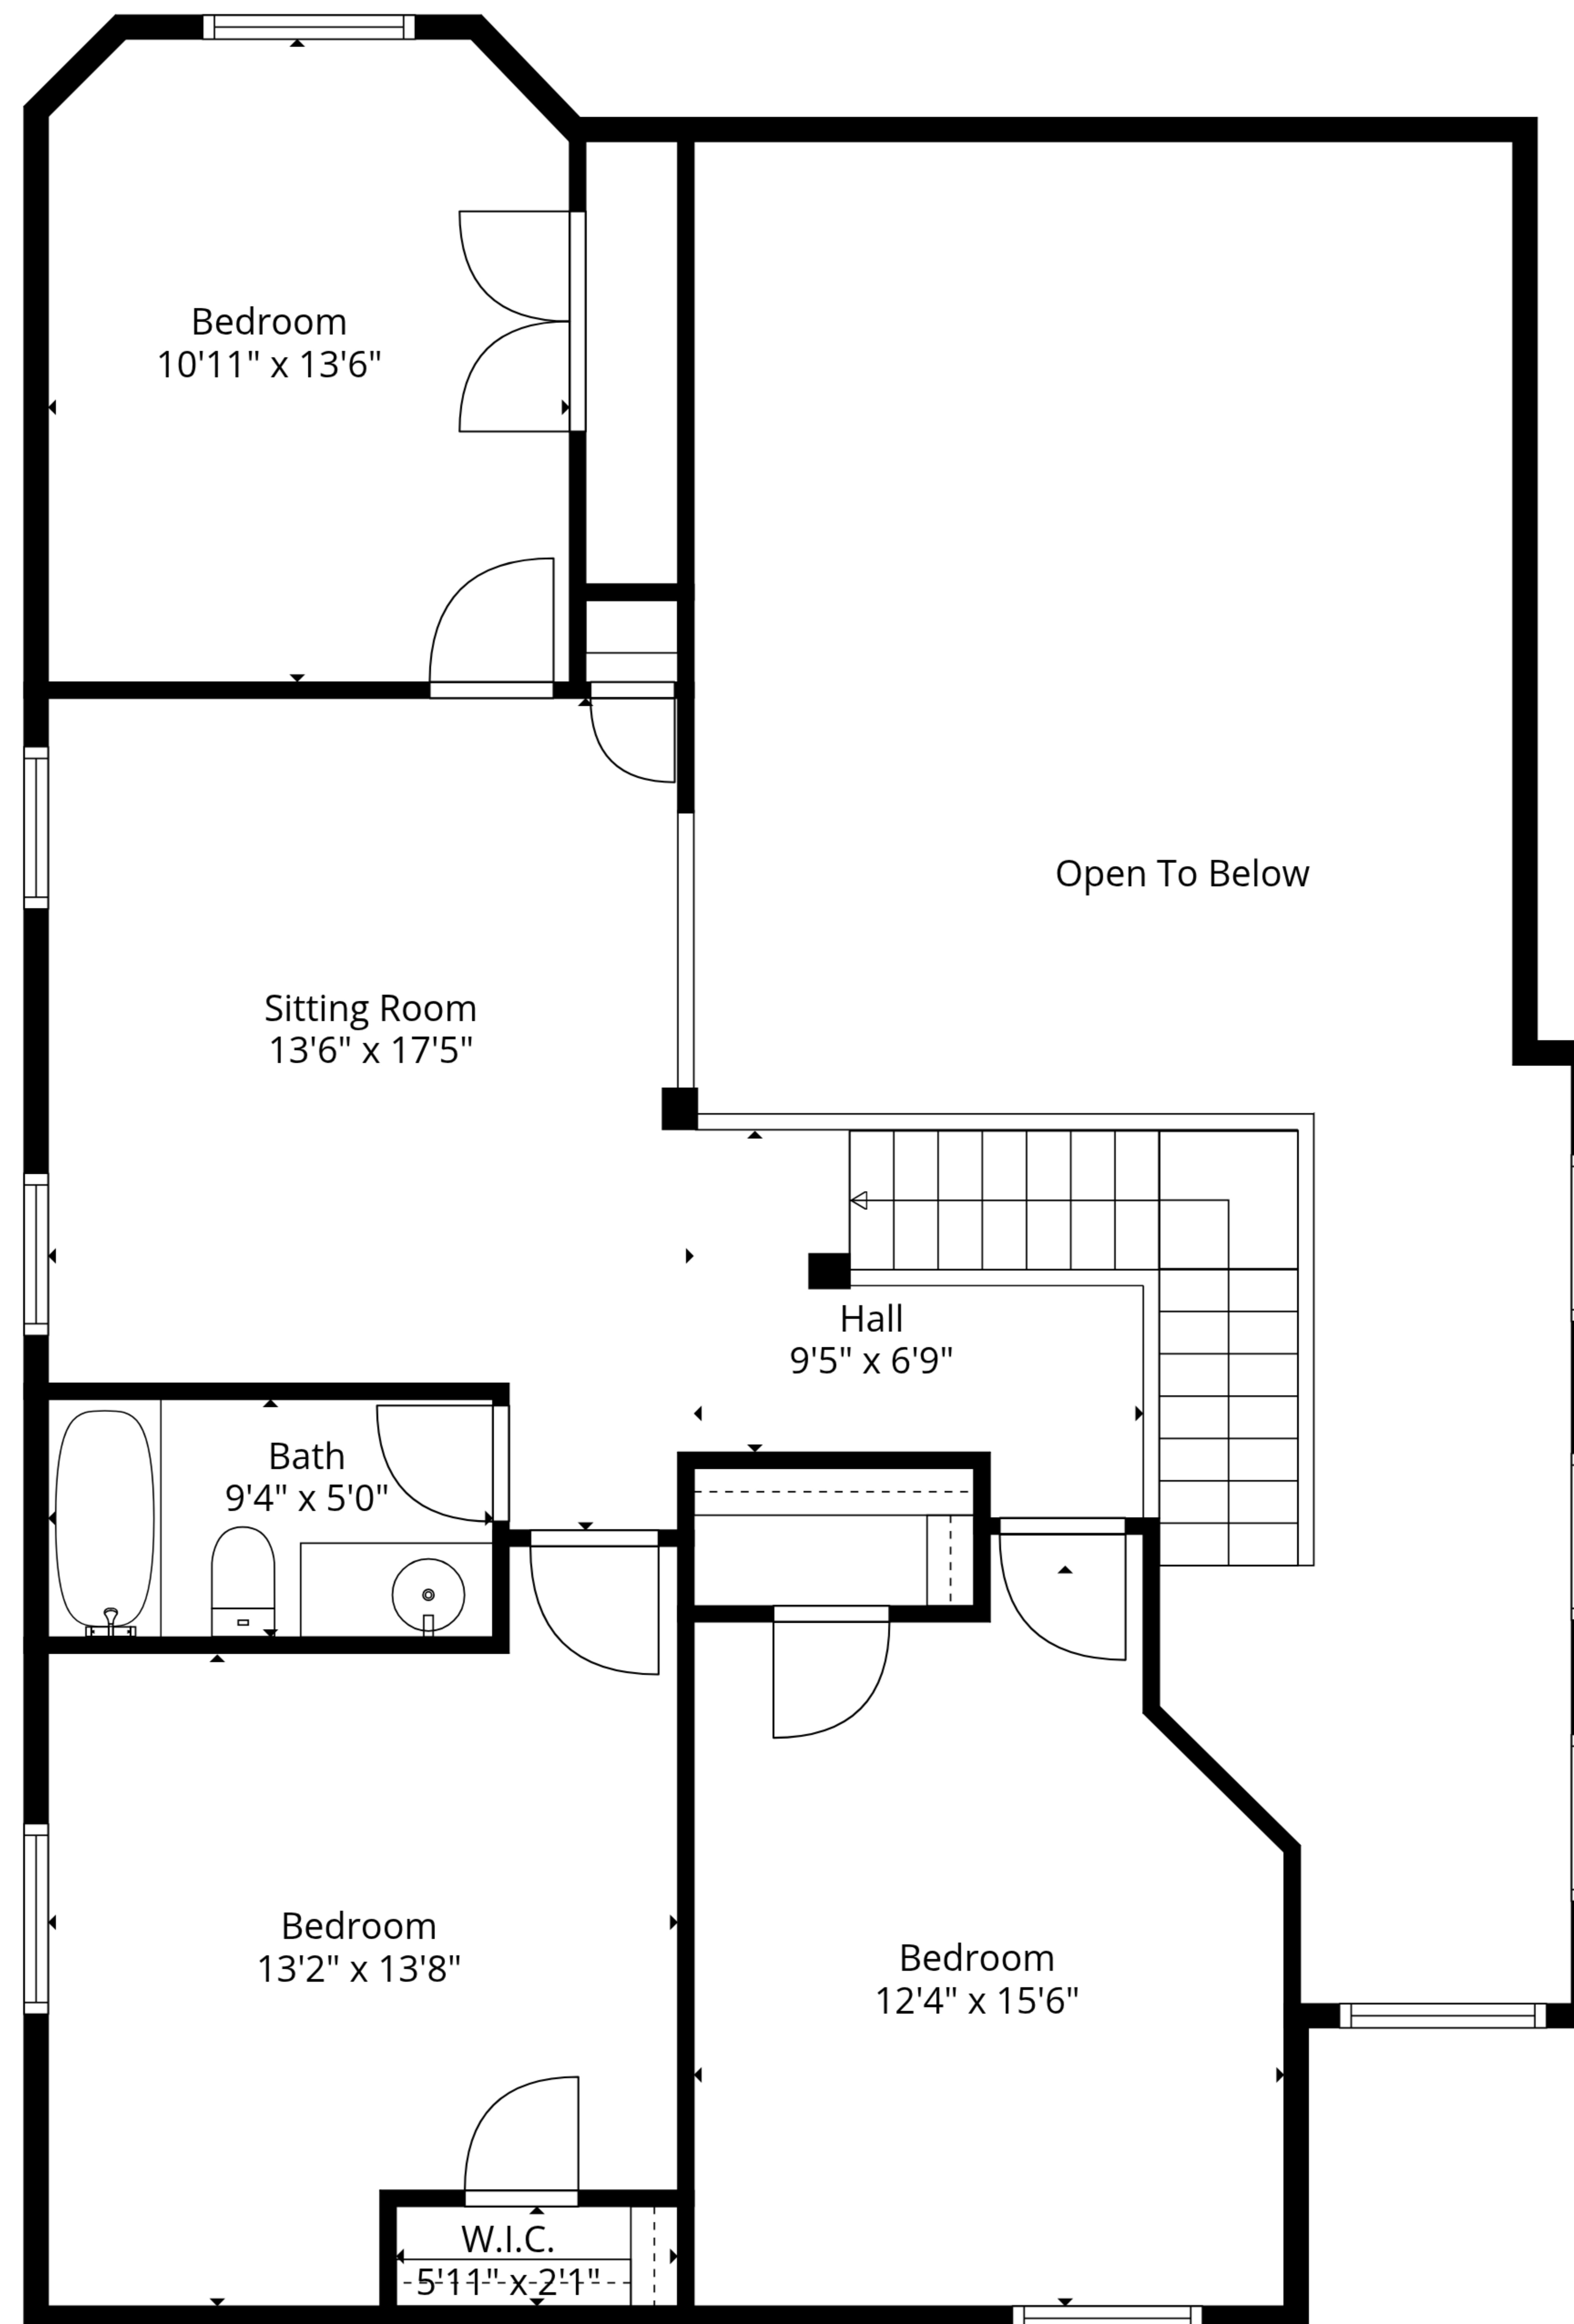 Bedroom
10'11" x 13'6"
Open To Below
Sitting Room
13'6" x 17'5"
Hall
9'5" x 6'9"
Bath
9'4" x 5'0"
Bedroom
13'2" x 13'8"
Bedroom
12'4" x 15'6"
W.I.C.
5'11" x 2'1"